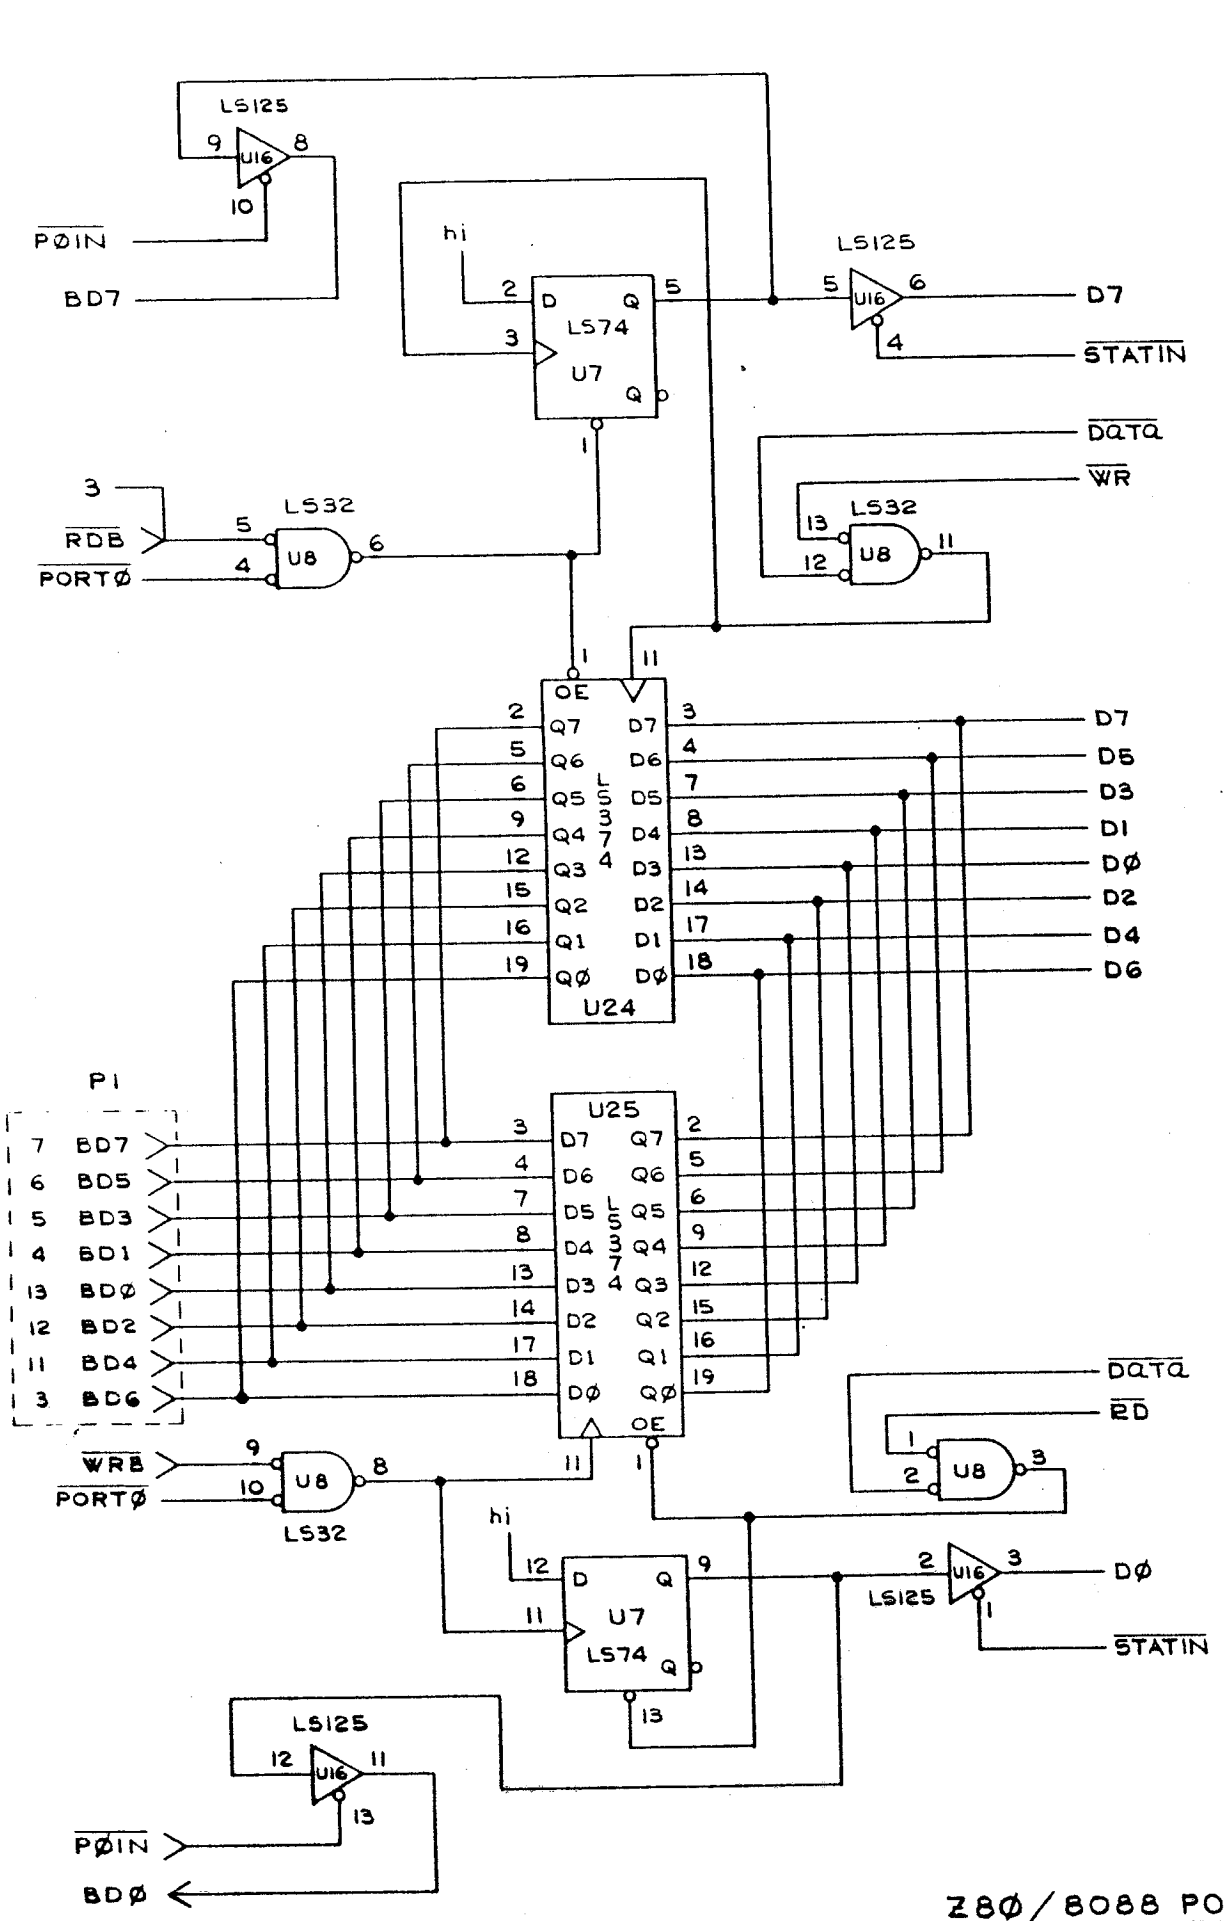 LS125
9 U16 8
10
P0IN
BD7
hi
2 D Q 5
LS74
3
U7
Q
1
LS125
5 U16 6 D7
4
STATIN
DATA
WR
LS32
13
12 U8 11
3
LS32
RDB 5
U8 6
PORTØ 4
1 11
OE
2 Q7 D7 3 D7
5 Q6 D6 4 D5
6 Q5 D5 7 D3
9 Q4 D4 8 D1
12 Q3 D3 13 DØ
15 Q2 D2 14 D2
16 Q1 D1 17 D4
19 QØ DØ 18 D6
LS374
U24
P1
U25
7 BD7 3 D7 Q7 2
6 BD5 4 D6 Q6 5
5 BD3 7 D5 Q5 6
4 BD1 8 D4 Q4 9
13 BDØ 13 D3 Q3 12
12 BD2 14 D2 Q2 15
11 BD4 17 D1 Q1 16
3 BD6 18 DØ QØ 19
LS374
OE
11 1
DATA
RD
1
2 U8 3
WRB 9
U8 8
PORTØ 10
LS32
hi
12 D Q 9
11 U7
LS74
Q
13
2 U16 3 DØ
LS125 1
STATIN
LS125
12 U16 11
13
PØIN
BDØ
Z8Ø/8088 PO